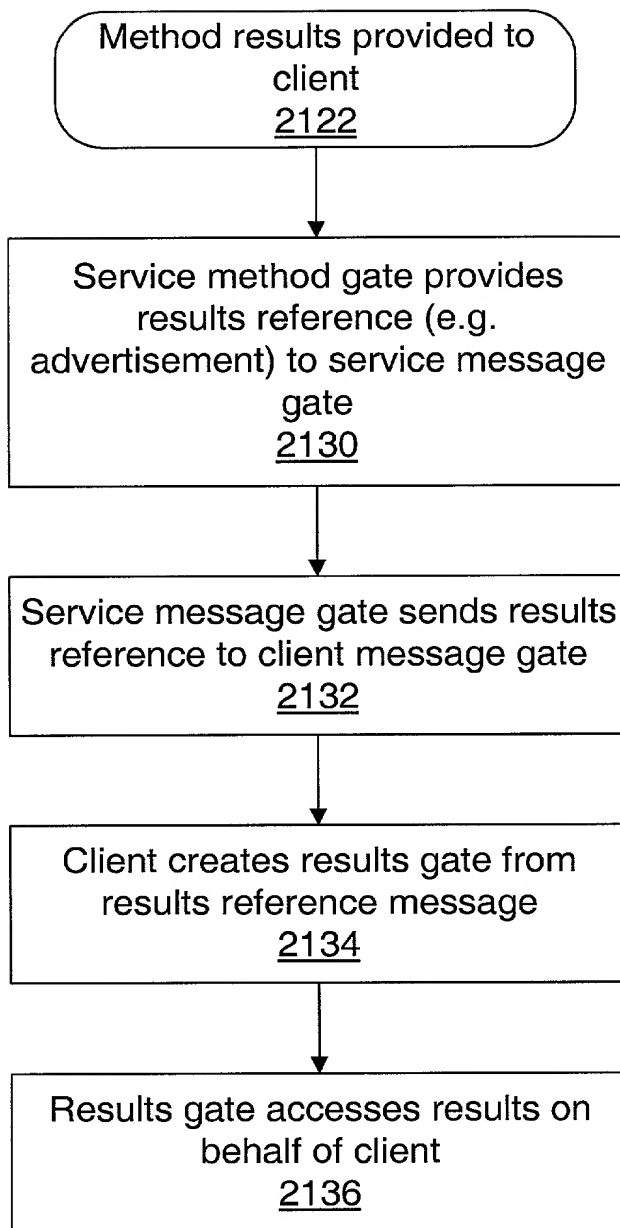 Method results provided to
client
2122
Service method gate provides
results reference (e.g.
advertisement) to service message
gate
2130
Service message gate sends results
reference to client message gate
2132
Client creates results gate from
results reference message
2134
Results gate accesses results on
behalf of client
2136